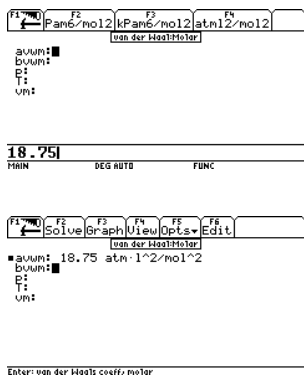 F1 F2 F3 F4
Pam6/mol2 kPam6/mol2 atml2/mol2
van der Waal:Molar
avwm:
bvwm:
p:
T:
vm:
18.75
MAIN DEG AUTO FUNC
F1 F2 F3 F4 F5 F6
Solve Graph View Opts▾ Edit
van der Waal:Molar
▪avwm: 18.75 atm·l^2/mol^2
bvwm:
p:
T:
vm:
Enter: van der Waals coeff, molar